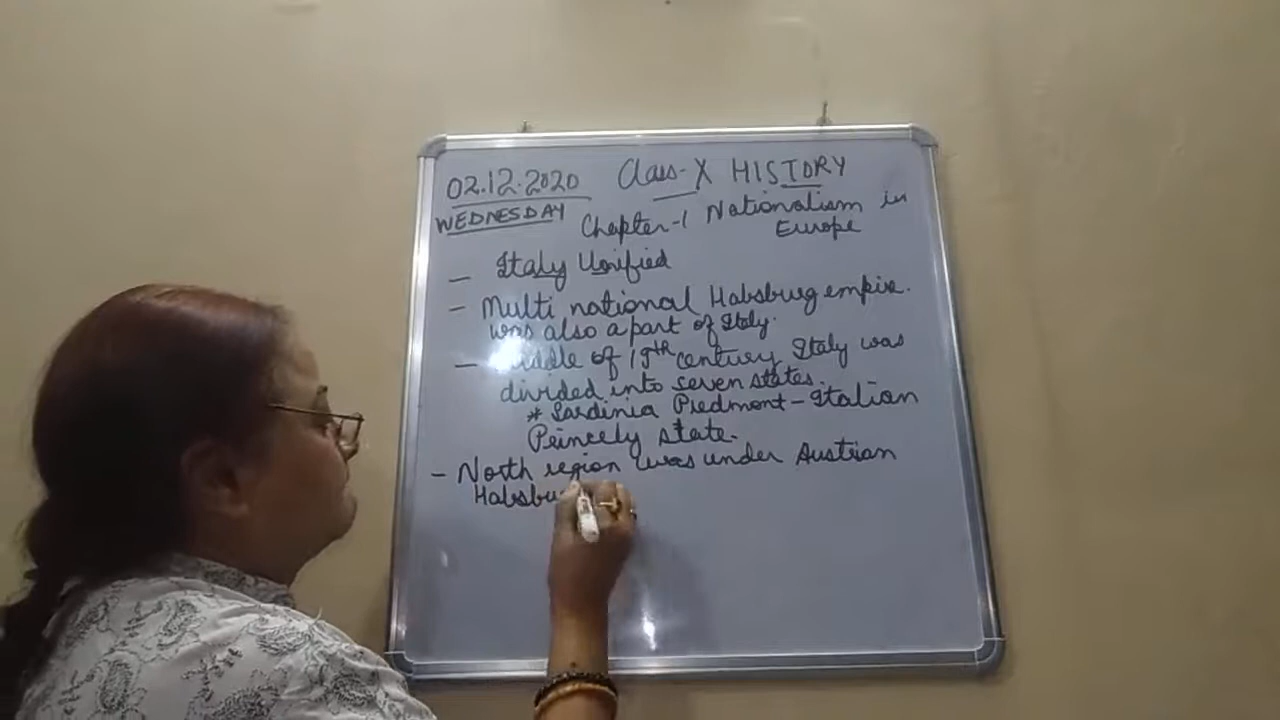 02.12.2020 Class-X HISTORY
WEDNESDAY Chapter-1 Nationalism in
Europe
- Italy Unified
- Multi national Habsburg empire.
was also a part of Italy.
- Middle of 19th century Italy was
divided into seven states.
* Sardinia Piedmont - Italian
Princely state.
- North region was under Austrian
Habsbu